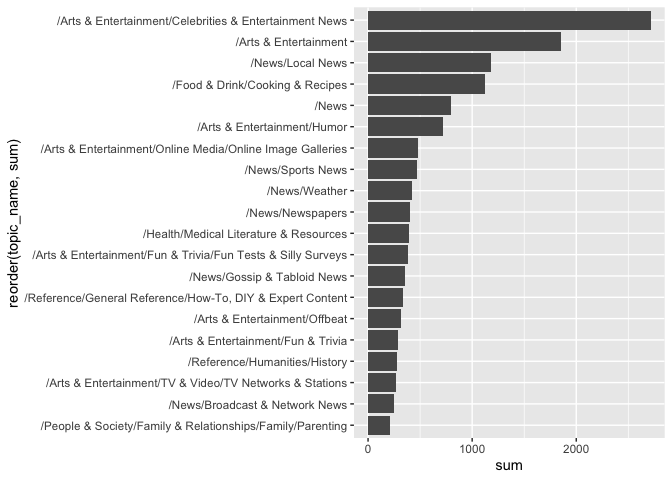 /Arts & Entertainment/Celebrities & Entertainment News
/Arts & Entertainment
/News/Local News
/Food & Drink/Cooking & Recipes
/News
/Arts & Entertainment/Humor
/Arts & Entertainment/Online Media/Online Image Galleries
/News/Sports News
/News/Weather
/News/Newspapers
/Health/Medical Literature & Resources
/Arts & Entertainment/Fun & Trivia/Fun Tests & Silly Surveys
/News/Gossip & Tabloid News
/Reference/General Reference/How-To, DIY & Expert Content
/Arts & Entertainment/Offbeat
/Arts & Entertainment/Fun & Trivia
/Reference/Humanities/History
/Arts & Entertainment/TV & Video/TV Networks & Stations
/News/Broadcast & Network News
/People & Society/Family & Relationships/Family/Parenting
reorder(topic_name, sum)
0 1000 2000
sum